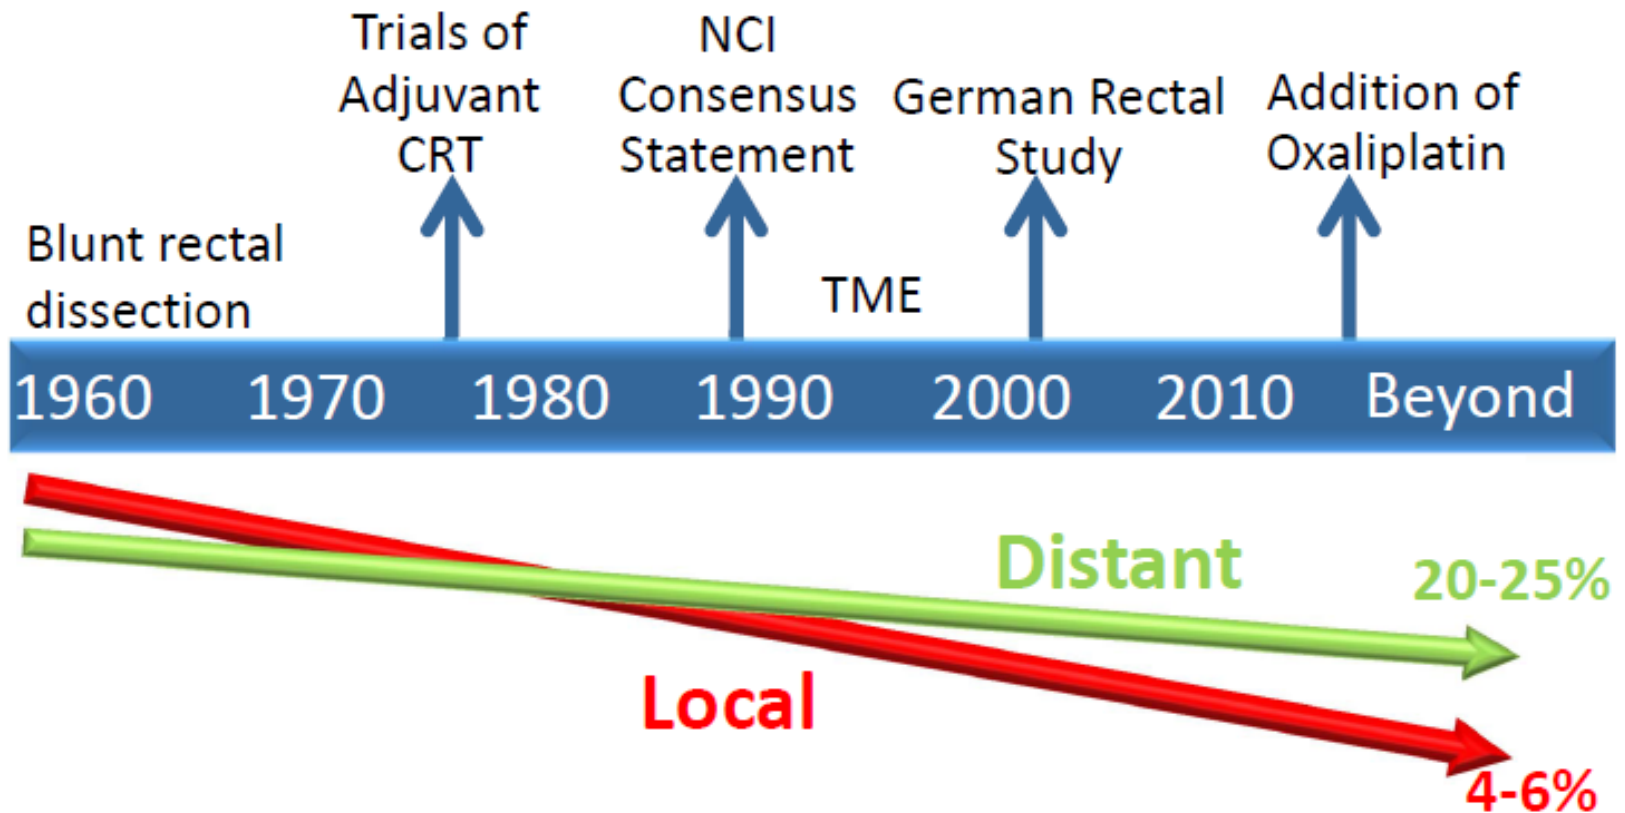 Trials of
Adjuvant
CRT
NCI
Consensus
Statement
German Rectal
Study
Addition of
Oxaliplatin
Blunt rectal
dissection
TME
1960 1970 1980 1990 2000 2010 Beyond
Distant
20-25%
Local
4-6%